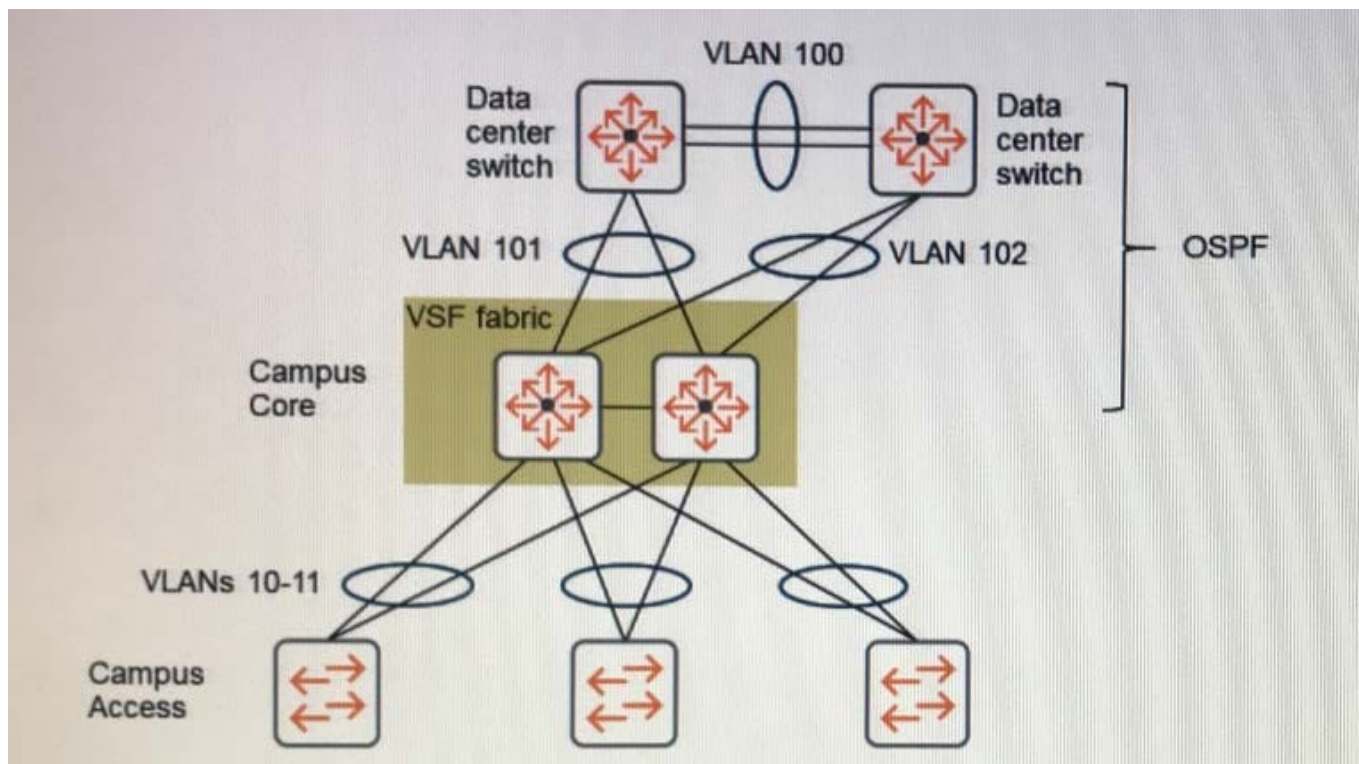 VLAN 100
Data
center
switch
Data
center
switch
VLAN 101
VLAN 102
OSPF
VSF fabric
Campus
Core
VLANs 10-11
Campus
Access